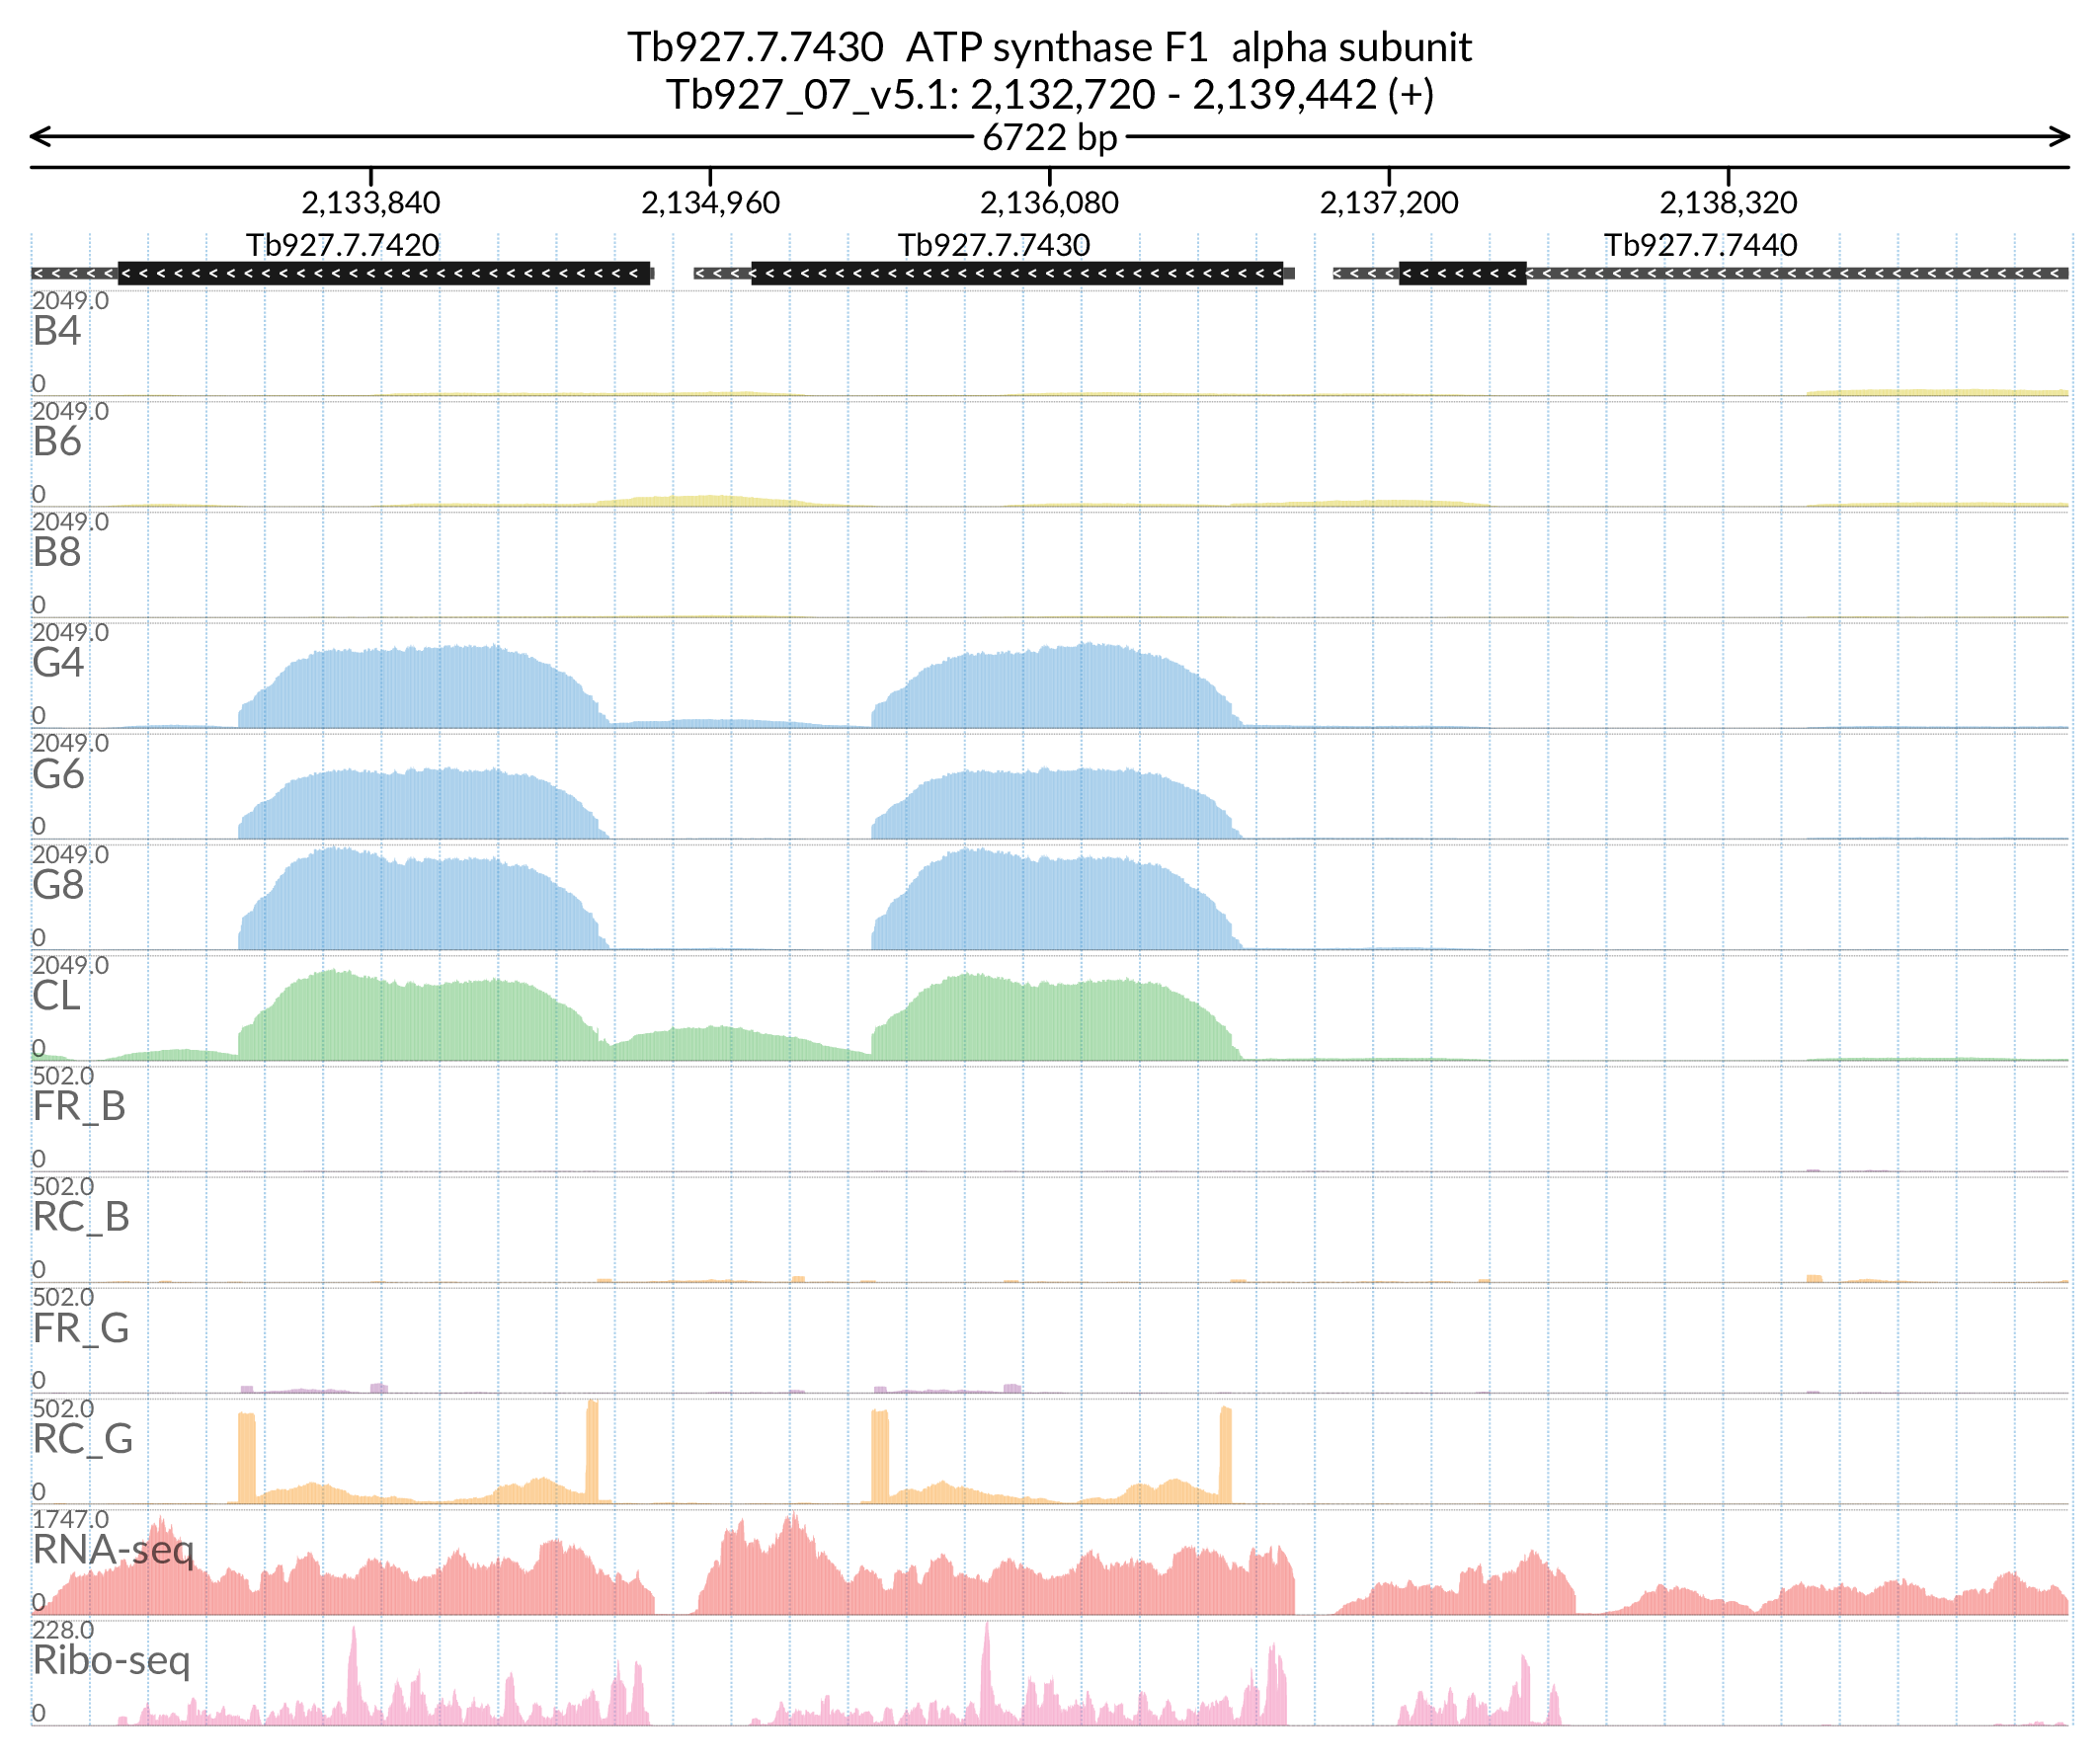 Tb927.7.7430 ATP synthase F1 alpha subunit
Tb927_07_v5.1: 2,132,720 - 2,139,442 (+)
6722 bp
2,133,840 2,134,960 2,136,080 2,137,200 2,138,320
Tb927.7.7420 Tb927.7.7430 Tb927.7.7440
2049.0
B4
0
2049.0
B6
0
2049.0
B8
0
2049.0
G4
0
2049.0
G6
0
2049.0
G8
0
2049.0
CL
0
502.0
FR_B
0
502.0
RC_B
0
502.0
FR_G
0
502.0
RC_G
0
1747.0
RNA-seq
0
228.0
Ribo-seq
0